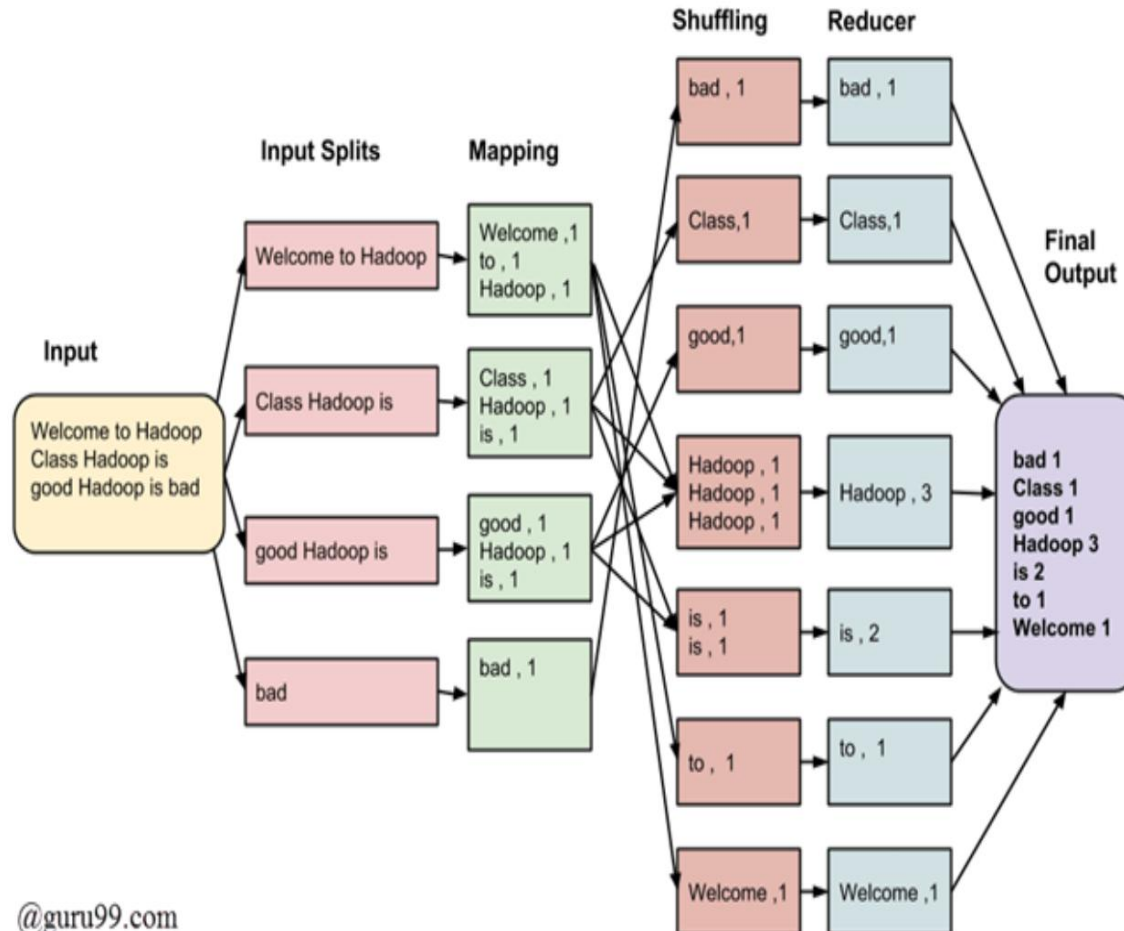 Shuffling
Reducer
Input Splits
Mapping
Input
Final
Output
Welcome to Hadoop
Class Hadoop is
good Hadoop is bad
Welcome to Hadoop
Class Hadoop is
good Hadoop is
bad
Welcome ,1
to , 1
Hadoop , 1
Class , 1
Hadoop , 1
is , 1
good , 1
Hadoop , 1
is , 1
bad , 1
bad , 1
Class,1
good,1
Hadoop , 1
Hadoop , 1
Hadoop , 1
is , 1
is , 1
to , 1
Welcome ,1
bad , 1
Class,1
good,1
Hadoop , 3
is , 2
to , 1
Welcome ,1
bad 1
Class 1
good 1
Hadoop 3
is 2
to 1
Welcome 1
@guru99.com